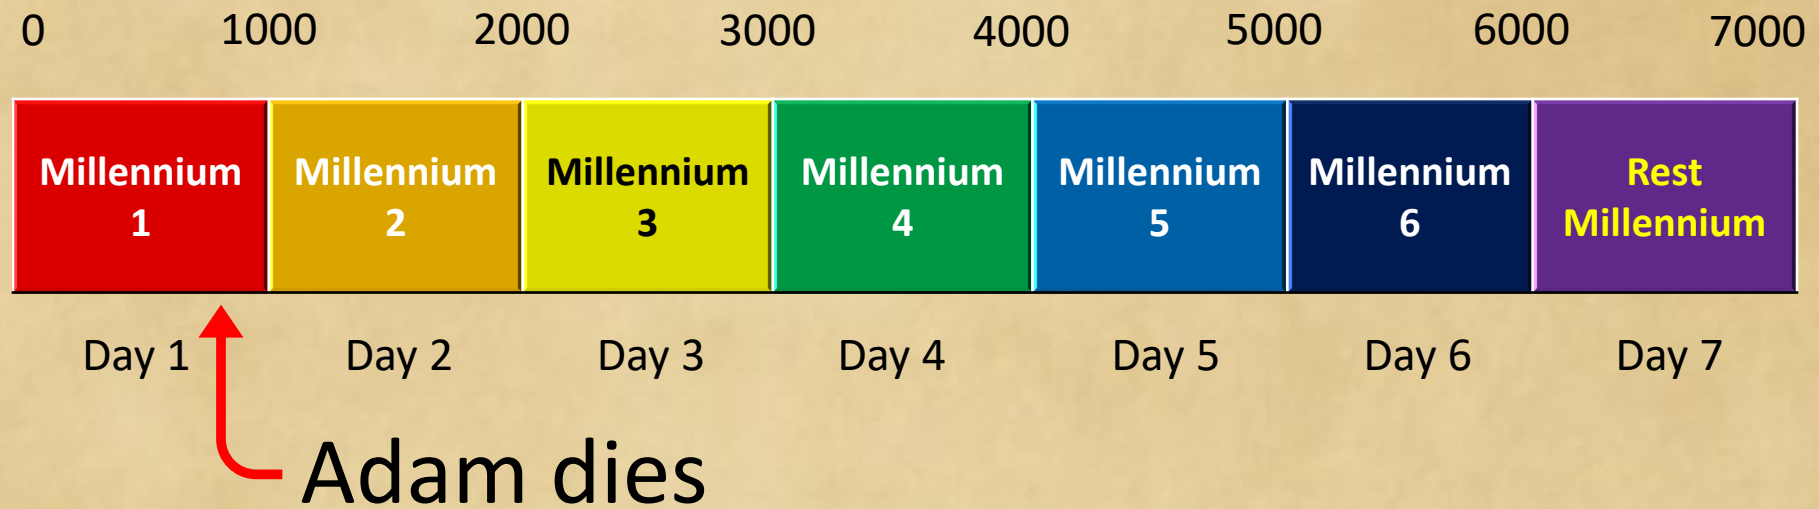 0 1000 2000 3000 4000 5000 6000 7000
Millennium 1
Millennium 2
Millennium 3
Millennium 4
Millennium 5
Millennium 6
Rest Millennium
Day 1 Day 2 Day 3 Day 4 Day 5 Day 6 Day 7
Adam dies